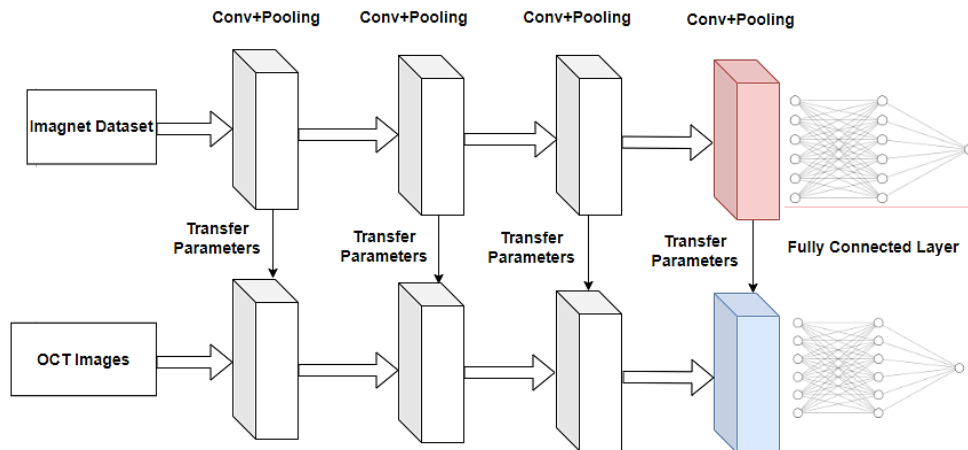 Conv+Pooling
Conv+Pooling
Conv+Pooling
Conv+Pooling
Imagnet Dataset
Transfer
Parameters
Transfer
Parameters
Transfer
Parameters
Transfer
Parameters
Fully Connected Layer
OCT Images